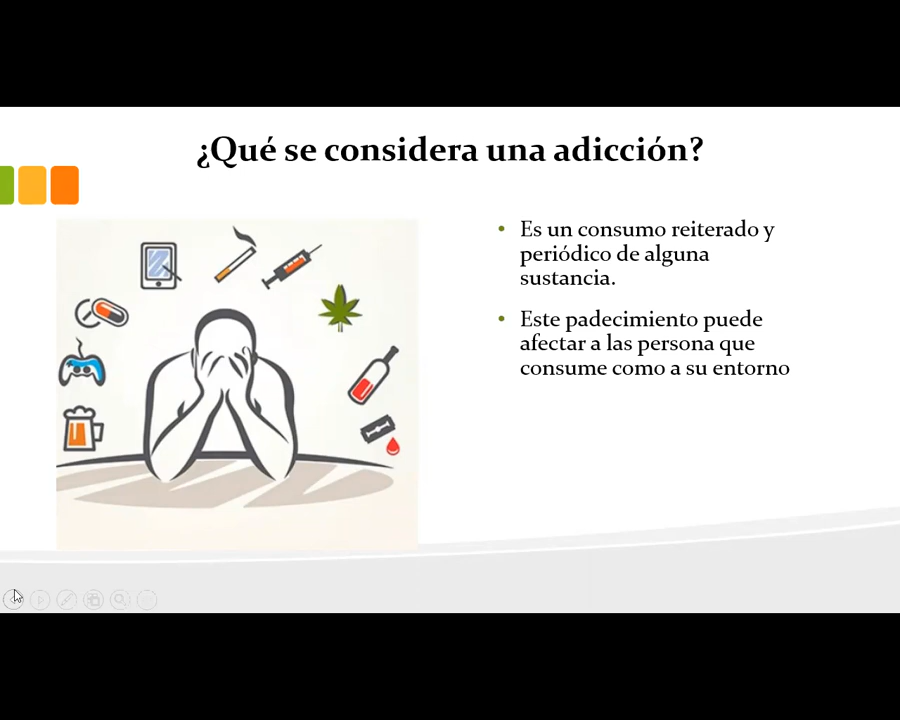 ¿Qué se considera una adicción?
• Es un consumo reiterado y
periódico de alguna
sustancia.
• Este padecimiento puede
afectar a las persona que
consume como a su entorno